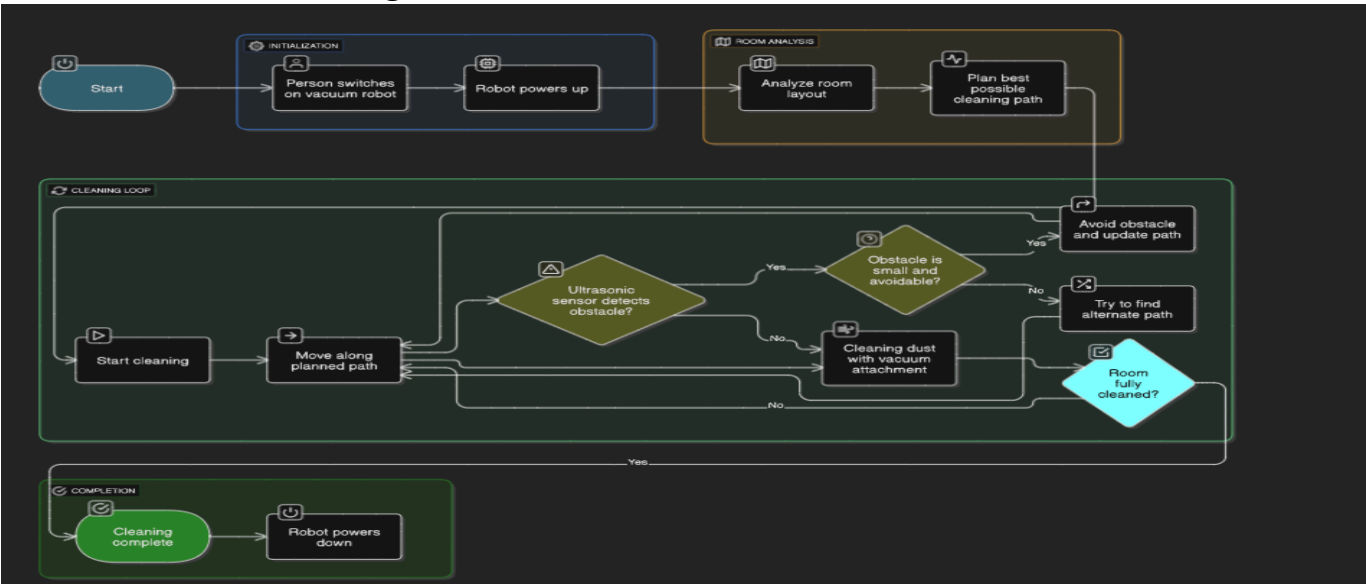 INITIALIZATION
ROOM ANALYSIS
Start
Person switches
on vacuum robot
Robot powers up
Analyze room
layout
Plan best
possible
cleaning path
CLEANING LOOP
Avoid obstacle
and update path
Yes
Obstacle is
small and
avoidable?
Yes
Ultrasonic
sensor detects
obstacle?
No
Try to find
alternate path
Start cleaning
Move along
planned path
No
Cleaning dust
with vacuum
attachment
Room
fully
cleaned?
No
Yes
COMPLETION
Cleaning
complete
Robot powers
down